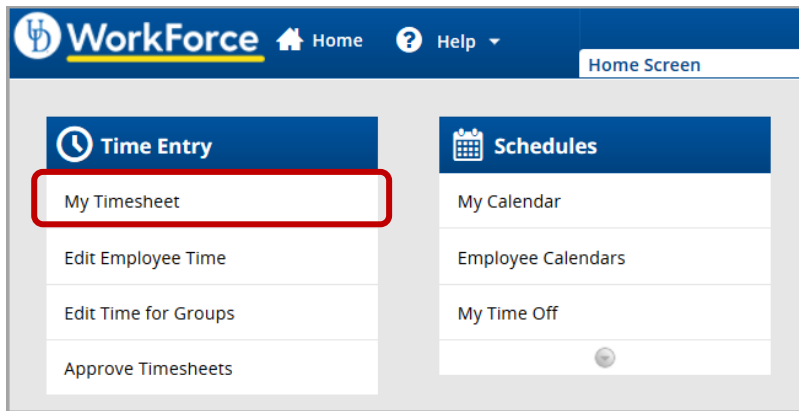 UD WorkForce Home ? Help
Home Screen
Time Entry
My Timesheet
Edit Employee Time
Edit Time for Groups
Approve Timesheets
Schedules
My Calendar
Employee Calendars
My Time Off